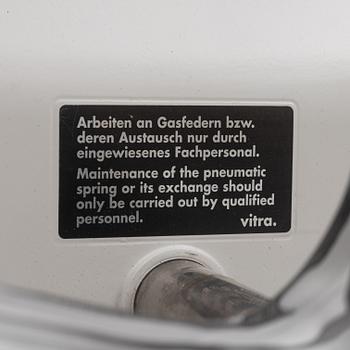 Arbeiten an Gasfedern bzw.
deren Austausch nur durch
eingewiesenes Fachpersonal.
Maintenance of the pneumatic
spring or its exchange should
only be carried out by qualified
personnel. vitra.